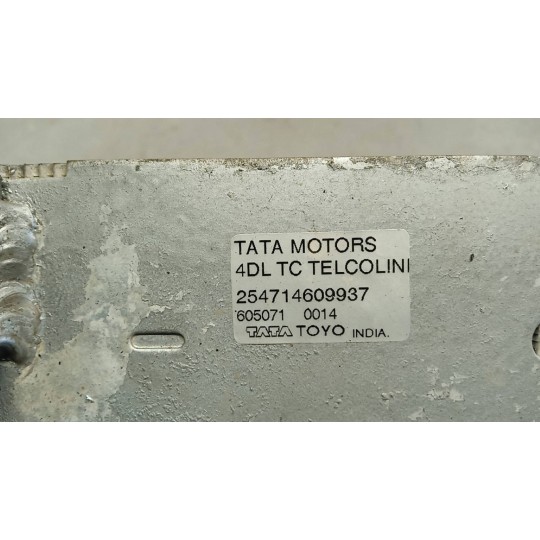 TATA MOTORS
4DL TC TELCOLINI
254714609937
605071 0014
TATA TOYO INDIA.